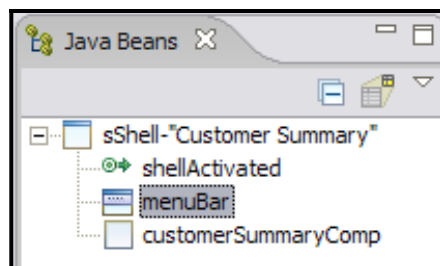 Java Beans
sShell-"Customer Summary"
shellActivated
menuBar
customerSummaryComp